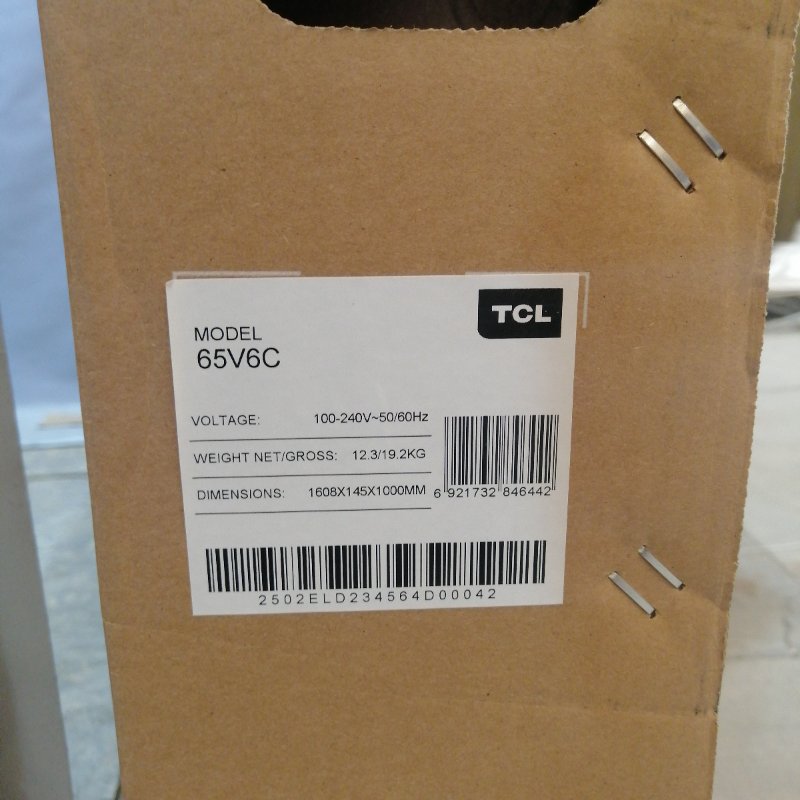 TCL
MODEL
65V6C
VOLTAGE: 100-240V~50/60Hz
WEIGHT NET/GROSS: 12.3/19.2KG
DIMENSIONS: 1608X145X1000MM
6 921732 846442
2502ELD234564D00042